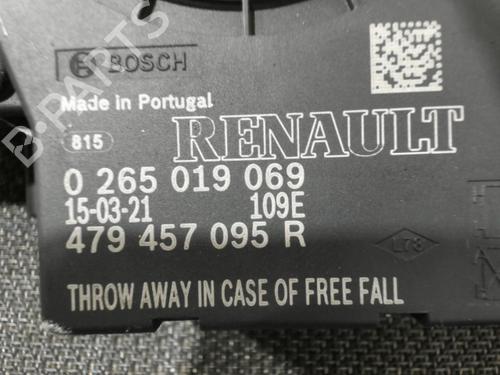 BOSCH
Made in Portugal
815
RENAULT
0 265 019 069
15-03-21 109E
479 457 095 R
L78
THROW AWAY IN CASE OF FREE FALL
B-PARTS